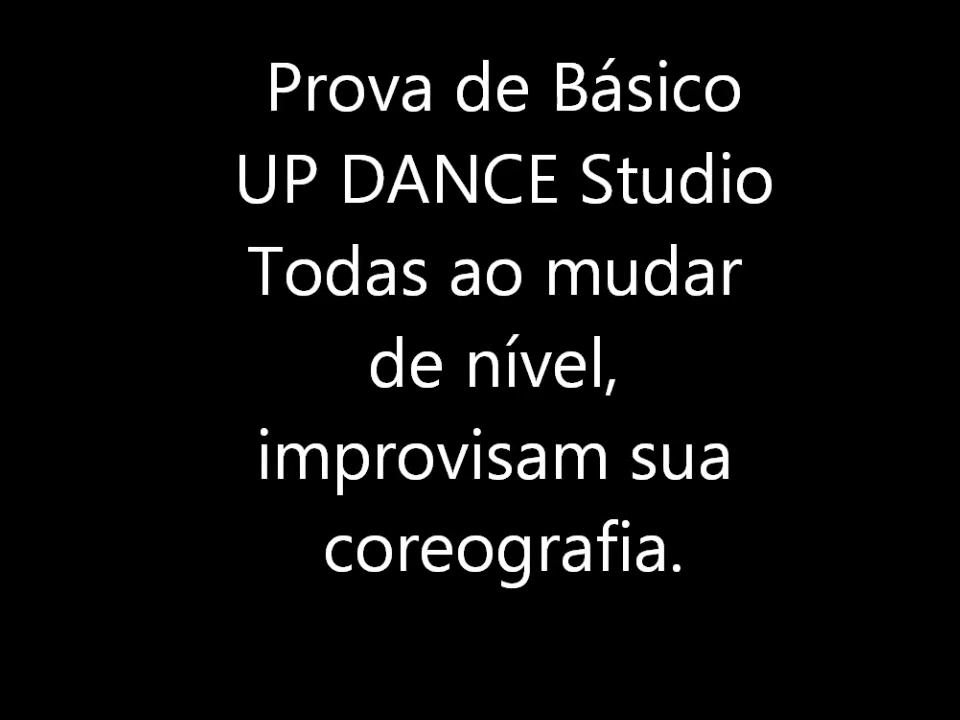 Prova de Básico
UP DANCE Studio
Todas ao mudar
de nível,
improvisam sua
coreografia.